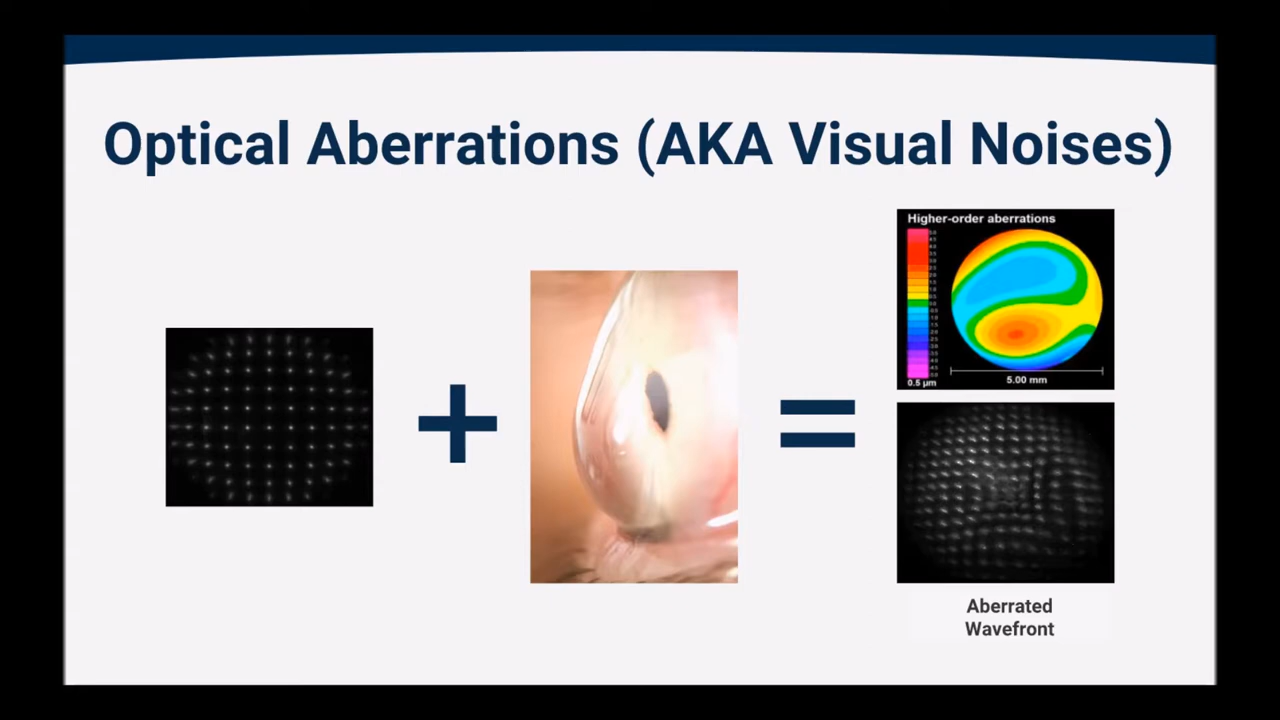 Optical Aberrations (AKA Visual Noises)
Higher-order aberrations
0.5 µm
5.00 mm
Aberrated
Wavefront